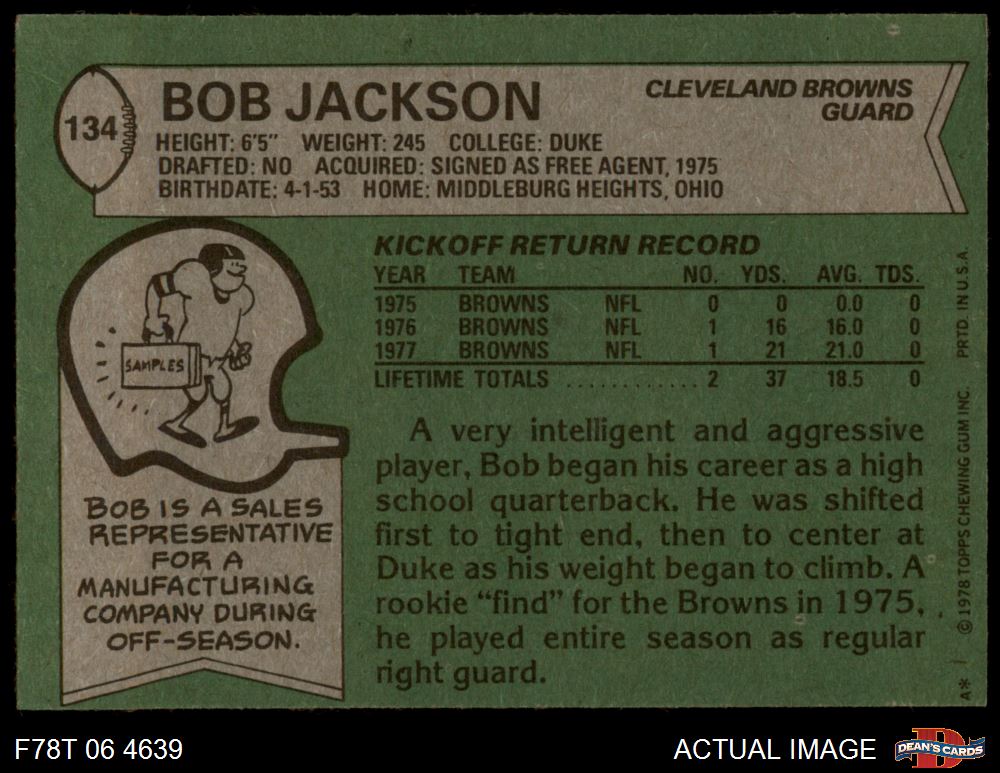 134
BOB JACKSON
CLEVELAND BROWNS
GUARD
HEIGHT: 6'5" WEIGHT: 245 COLLEGE: DUKE
DRAFTED: NO ACQUIRED: SIGNED AS FREE AGENT, 1975
BIRTHDATE: 4-1-53 HOME: MIDDLEBURG HEIGHTS, OHIO
SAMPLES
BOB IS A SALES
REPRESENTATIVE
FOR A
MANUFACTURING
COMPANY DURING
OFF-SEASON.
KICKOFF RETURN RECORD
YEAR TEAM NO. YDS. AVG. TDS.
1975 BROWNS NFL 0 0 0.0 0
1976 BROWNS NFL 1 16 16.0 0
1977 BROWNS NFL 1 21 21.0 0
LIFETIME TOTALS ............ 2 37 18.5 0
A very intelligent and aggressive
player, Bob began his career as a high
school quarterback. He was shifted
first to tight end, then to center at
Duke as his weight began to climb. A
rookie “find” for the Browns in 1975,
he played entire season as regular
right guard.
A* © 1978 TOPPS CHEWING GUM INC. PRTD. IN U.S.A.
F78T 06 4639
ACTUAL IMAGE
D
DEAN'S CARDS